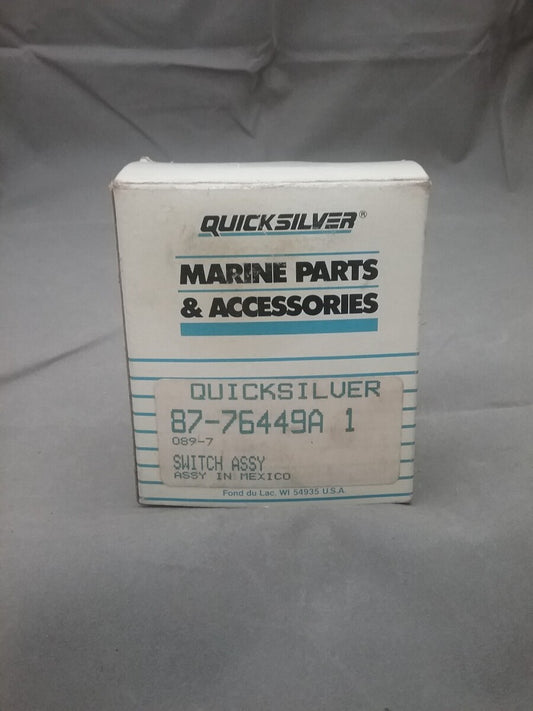 QUICKSILVER®
MARINE PARTS
& ACCESSORIES
QUICKSILVER
87-76449A 1
089-7
SWITCH ASSY
ASSY IN MEXICO
Fond du Lac, WI 54935 U.S.A.